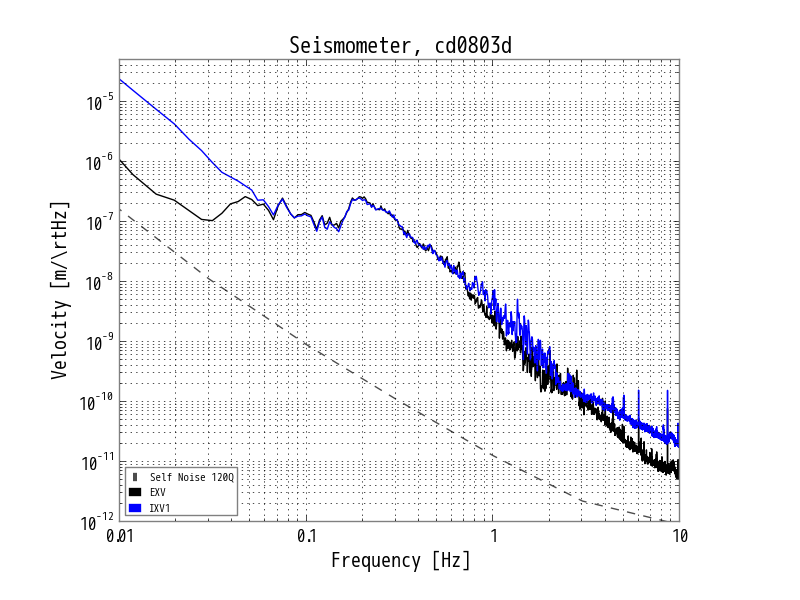 Seismometer, cd0803d
Velocity [m/\rtHz]
10^-5
10^-6
10^-7
10^-8
10^-9
10^-10
10^-11
10^-12
Self Noise 120Q
EXV
IXV1
0.01
0.1
1
10
Frequency [Hz]